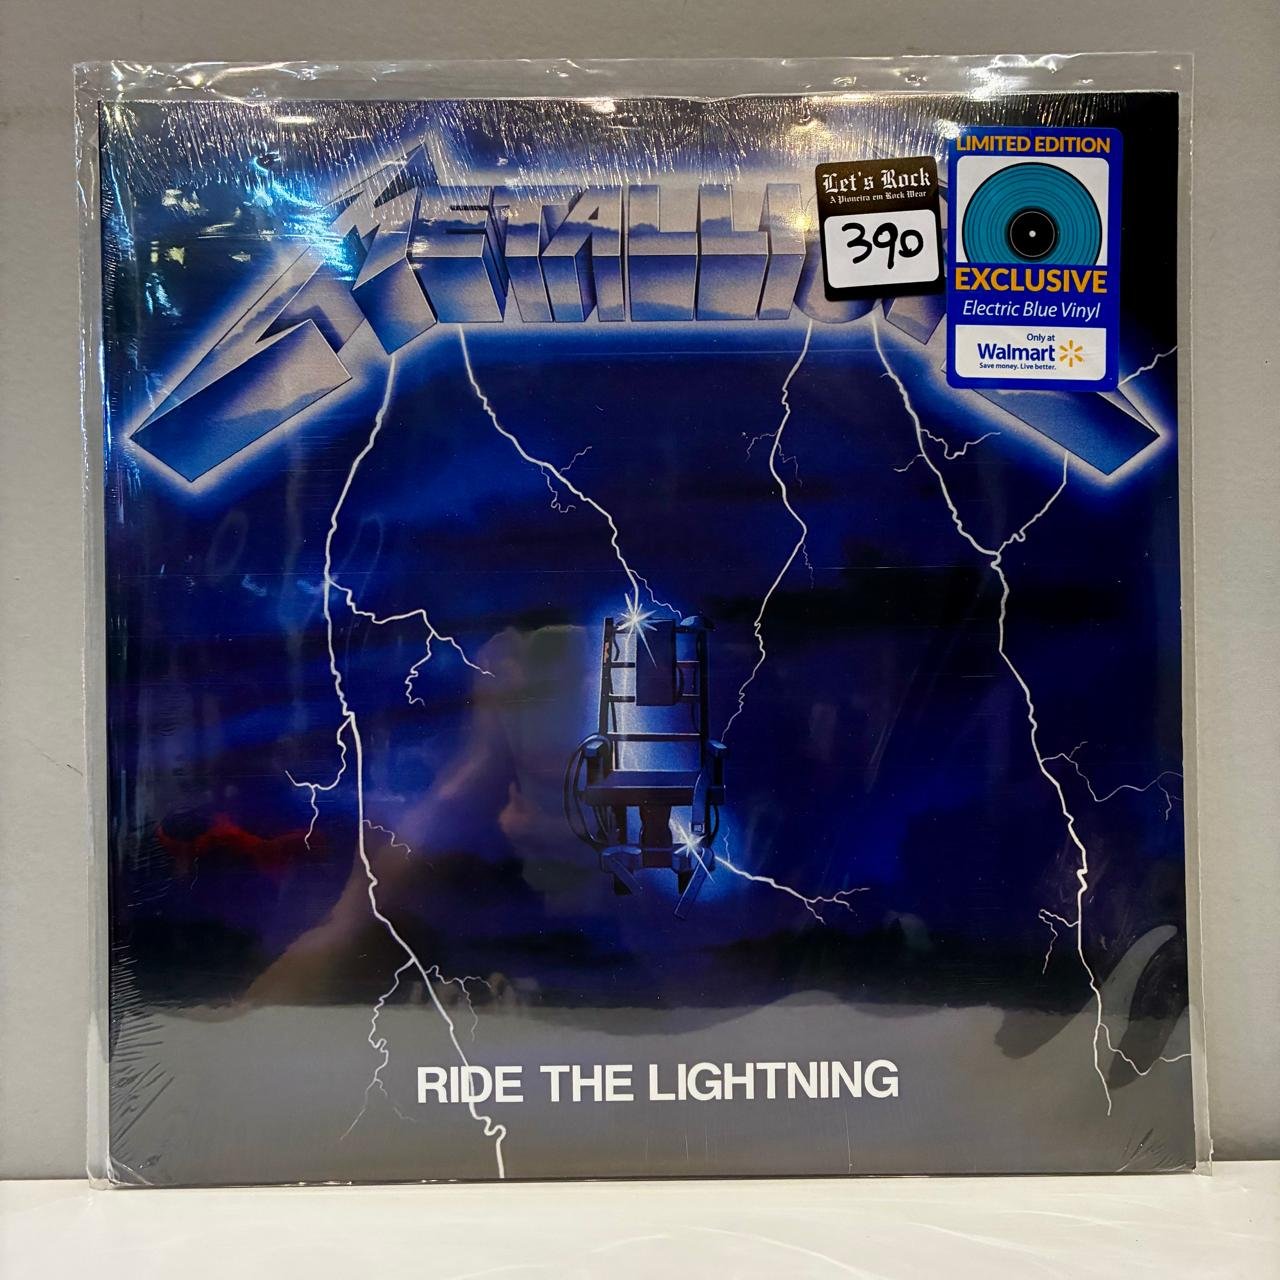 METALLICA
Let's Rock
A Pioneira em Rock Wear
390
LIMITED EDITION
EXCLUSIVE
Electric Blue Vinyl
Only at
Walmart
Save money. Live better.
RIDE THE LIGHTNING